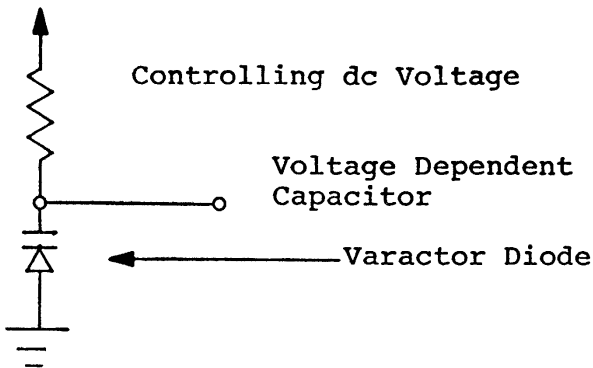 Controlling dc Voltage
Voltage Dependent
Capacitor
Varactor Diode